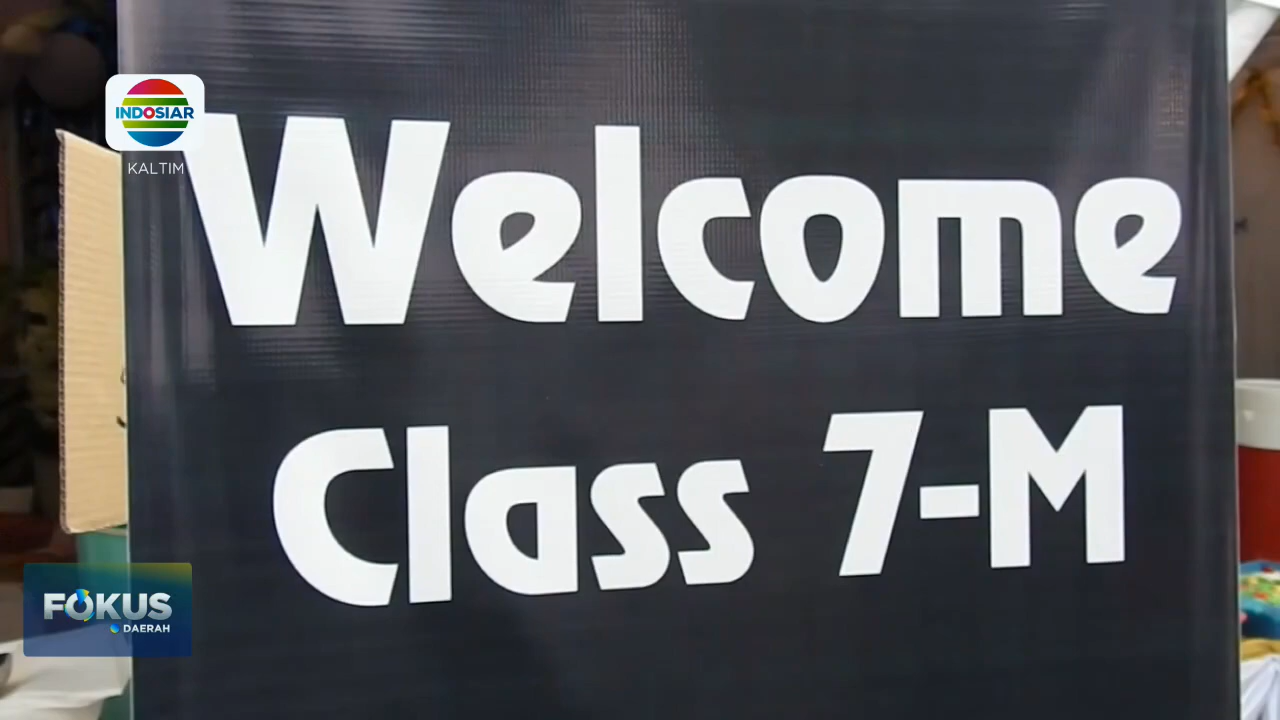 INDOSIAR
KALTIM
Welcome
Class 7-M
FOKUS
DAERAH